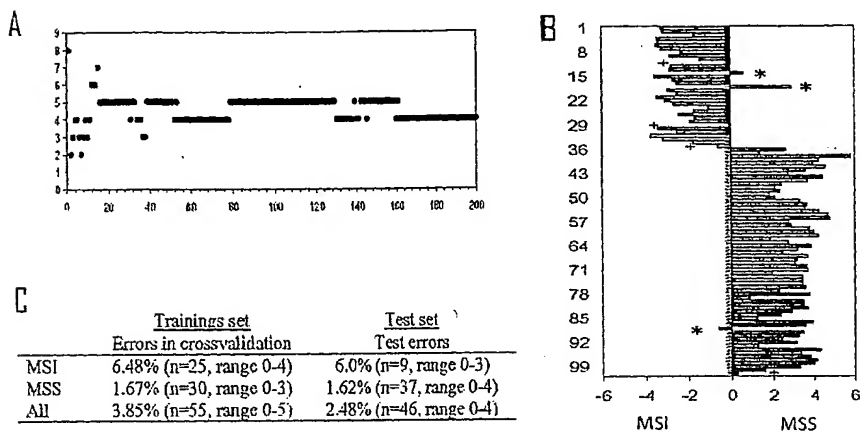 A
9
8
7
6
5
4
3
2
1
0
0 20 40 60 80 100 120 140 160 180 200
B
1
8
15
22
29
36
43
50
57
64
71
78
85
92
99
+
*
*
+
+
*
+
-6 -4 -2 0 2 4 6
MSI MSS
C
Trainings set Test set
Errors in crossvalidation Test errors
MSI 6.48% (n=25, range 0-4) 6.0% (n=9, range 0-3)
MSS 1.67% (n=30, range 0-3) 1.62% (n=37, range 0-4)
All 3.85% (n=55, range 0-5) 2.48% (n=46, range 0-4)